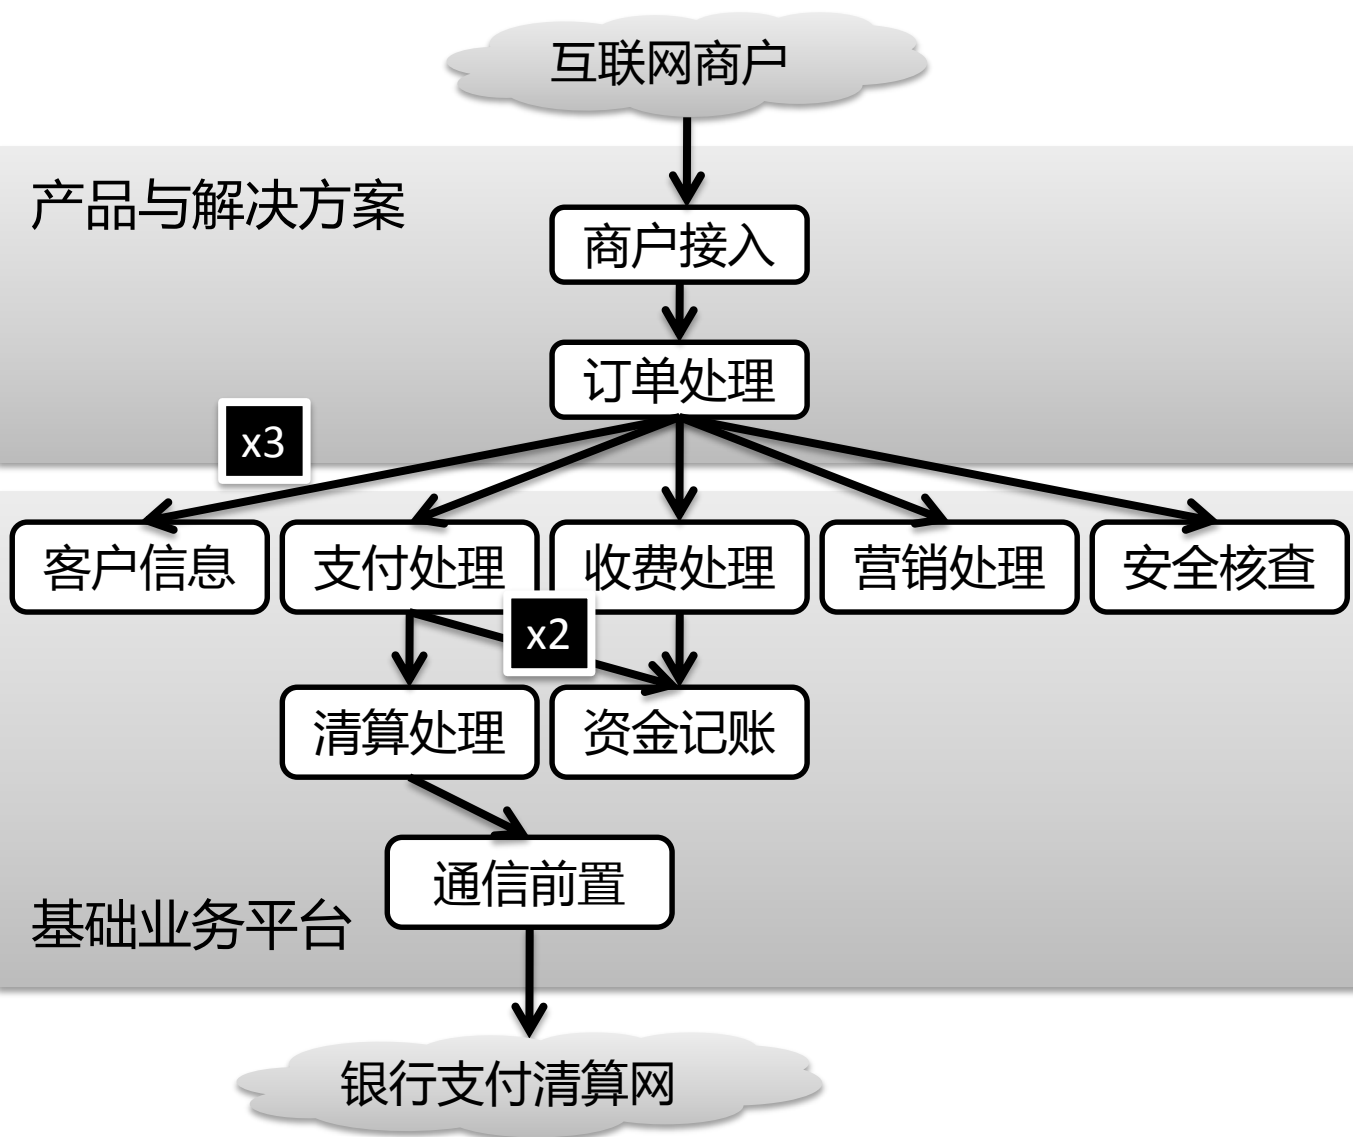 互联网商户
产品与解决方案
商户接入
订单处理
x3
客户信息
支付处理
收费处理
营销处理
安全核查
x2
清算处理
资金记账
通信前置
基础业务平台
银行支付清算网